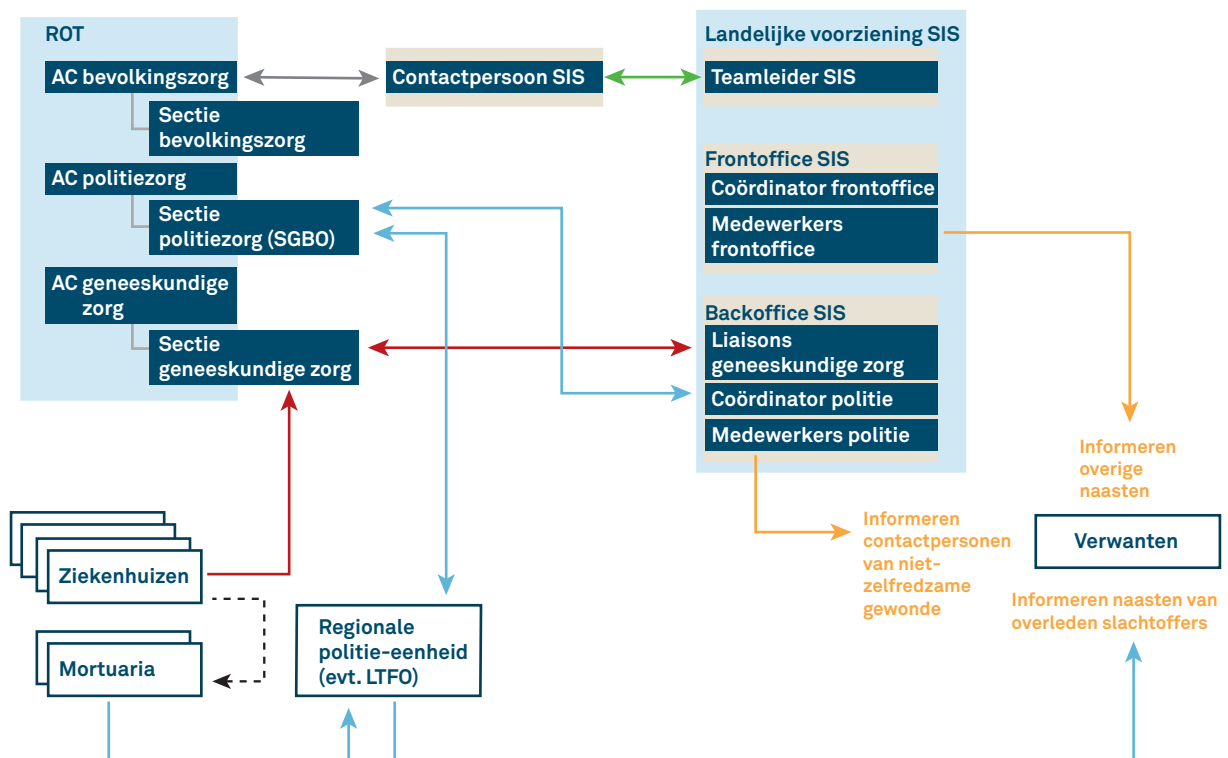 ROT
AC bevolkingszorg
Sectie
bevolkingszorg
AC politiezorg
Sectie
politiezorg (SGBO)
AC geneeskundige
zorg
Sectie
geneeskundige zorg
Contactpersoon SIS
Landelijke voorziening SIS
Teamleider SIS
Frontoffice SIS
Coördinator frontoffice
Medewerkers
frontoffice
Backoffice SIS
Liaisons
geneeskundige zorg
Coördinator politie
Medewerkers politie
Informeren
overige
naasten
Informeren
contactpersonen
van niet-
zelfredzame
gewonde
Verwanten
Informeren naasten van
overleden slachtoffers
Ziekenhuizen
Mortuaria
Regionale
politie-eenheid
(evt. LTFO)